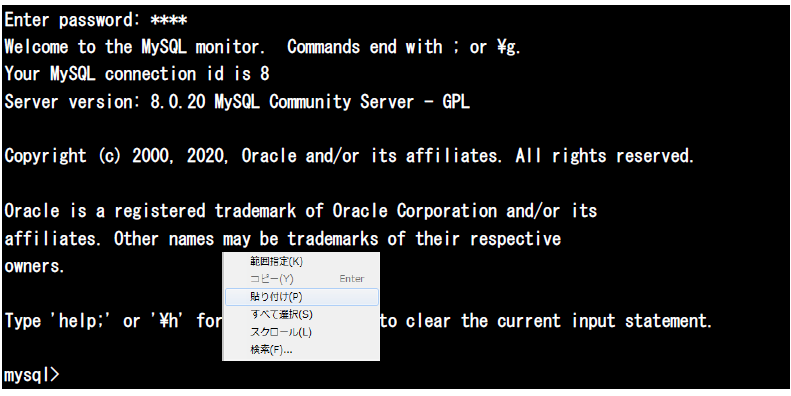 Enter password: ****
Welcome to the MySQL monitor.  Commands end with ; or ¥g.
Your MySQL connection id is 8
Server version: 8.0.20 MySQL Community Server - GPL
Copyright (c) 2000, 2020, Oracle and/or its affiliates. All rights reserved.
Oracle is a registered trademark of Oracle Corporation and/or its
affiliates. Other names may be trademarks of their respective
owners.
範囲指定(K)
コピー(Y) Enter
貼り付け(P)
すべて選択(S)
スクロール(L)
検索(F)...
Type 'help;' or '¥h' for to clear the current input statement.
mysql>